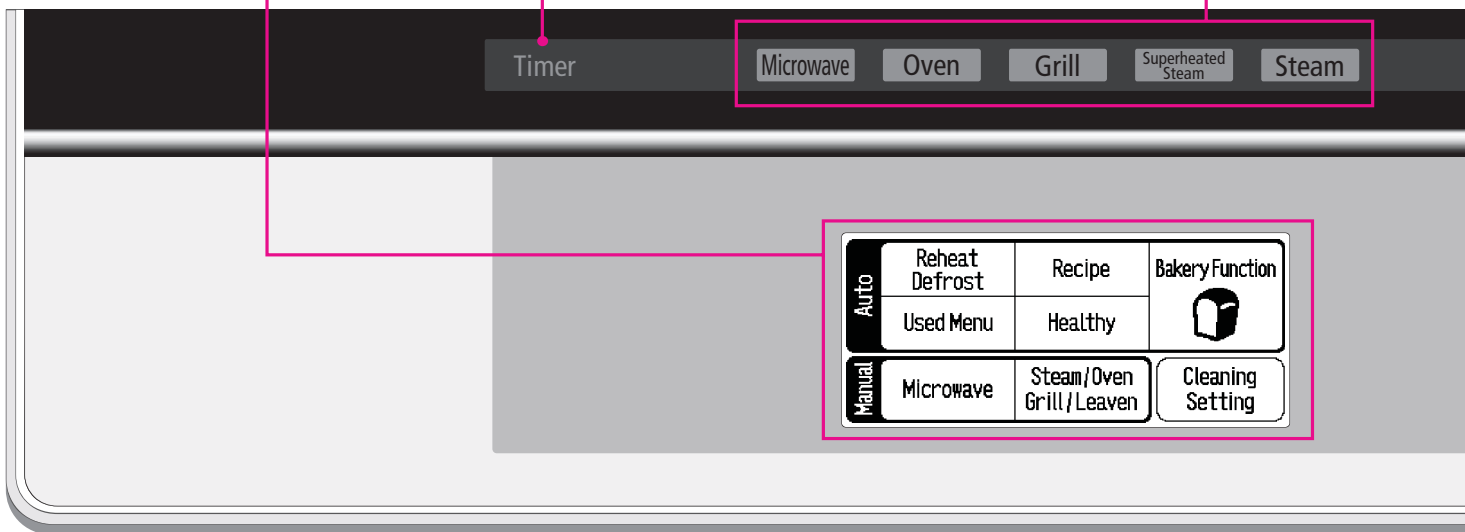 Timer
Microwave
Oven
Grill
Superheated
Steam
Steam
Auto
Reheat
Defrost
Recipe
Bakery Function
Used Menu
Healthy
Manual
Microwave
Steam/Oven
Grill/Leaven
Cleaning
Setting